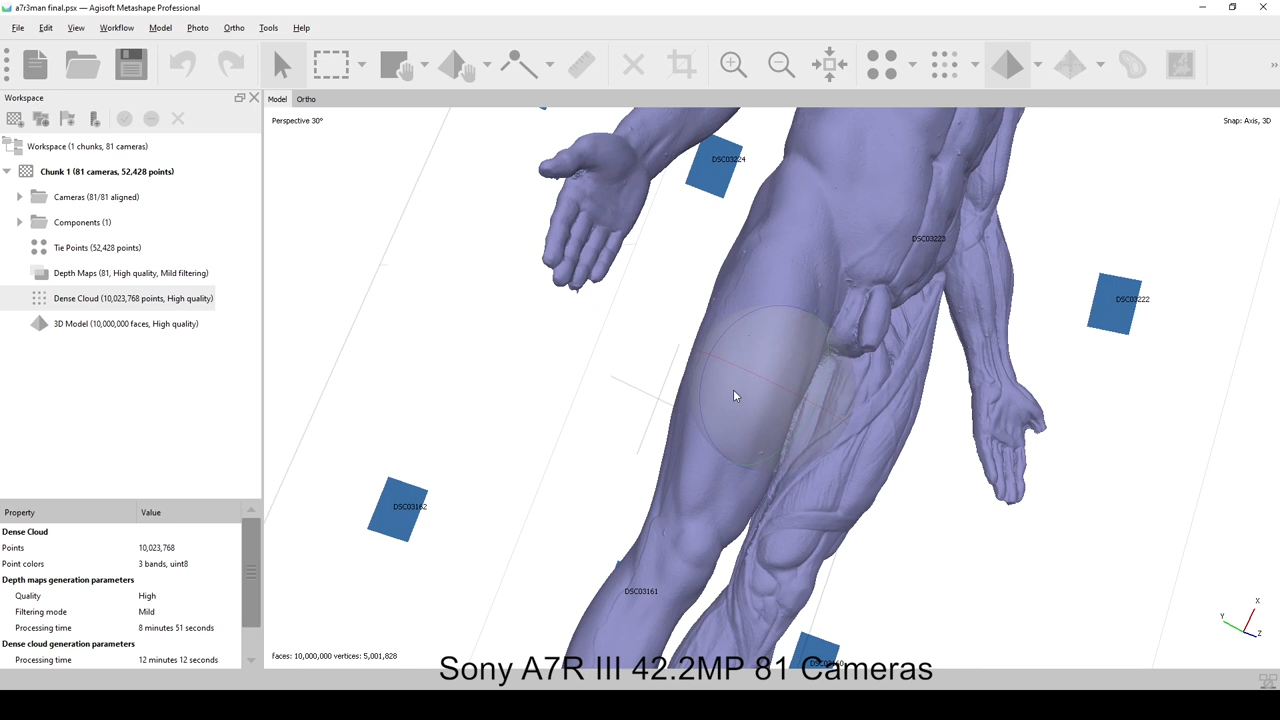 a7r3man final.psx — Agisoft Metashape Professional
File Edit View Workflow Model Photo Ortho Tools Help
Workspace
Model Ortho
Perspective 30°
Snap: Axis, 3D
Workspace (1 chunks, 81 cameras)
Chunk 1 (81 cameras, 52,428 points)
Cameras (81/81 aligned)
Components (1)
Tie Points (52,428 points)
Depth Maps (81, High quality, Mild filtering)
Dense Cloud (10,023,768 points, High quality)
3D Model (10,000,000 faces, High quality)
DSC03224
DSC03223
DSC03222
DSC03162
DSC03161
DSC03160
Property Value
Dense Cloud
Points 10,023,768
Point colors 3 bands, uint8
Depth maps generation parameters
Quality High
Filtering mode Mild
Processing time 8 minutes 51 seconds
Dense cloud generation parameters
Processing time 12 minutes 12 seconds
X
Y
Z
faces: 10,000,000 vertices: 5,001,828
Sony A7R III 42.2MP 81 Cameras